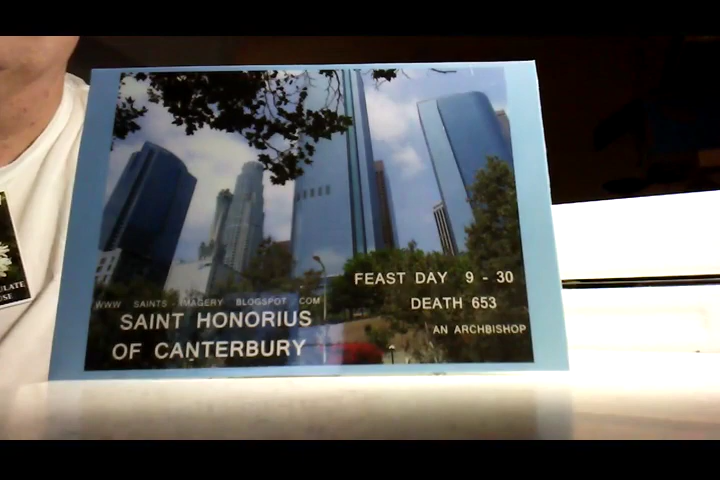 WWW SAINTS - IMAGERY BLOGSPOT COM
SAINT HONORIUS
OF CANTERBURY
FEAST DAY 9 - 30
DEATH 653
AN ARCHBISHOP